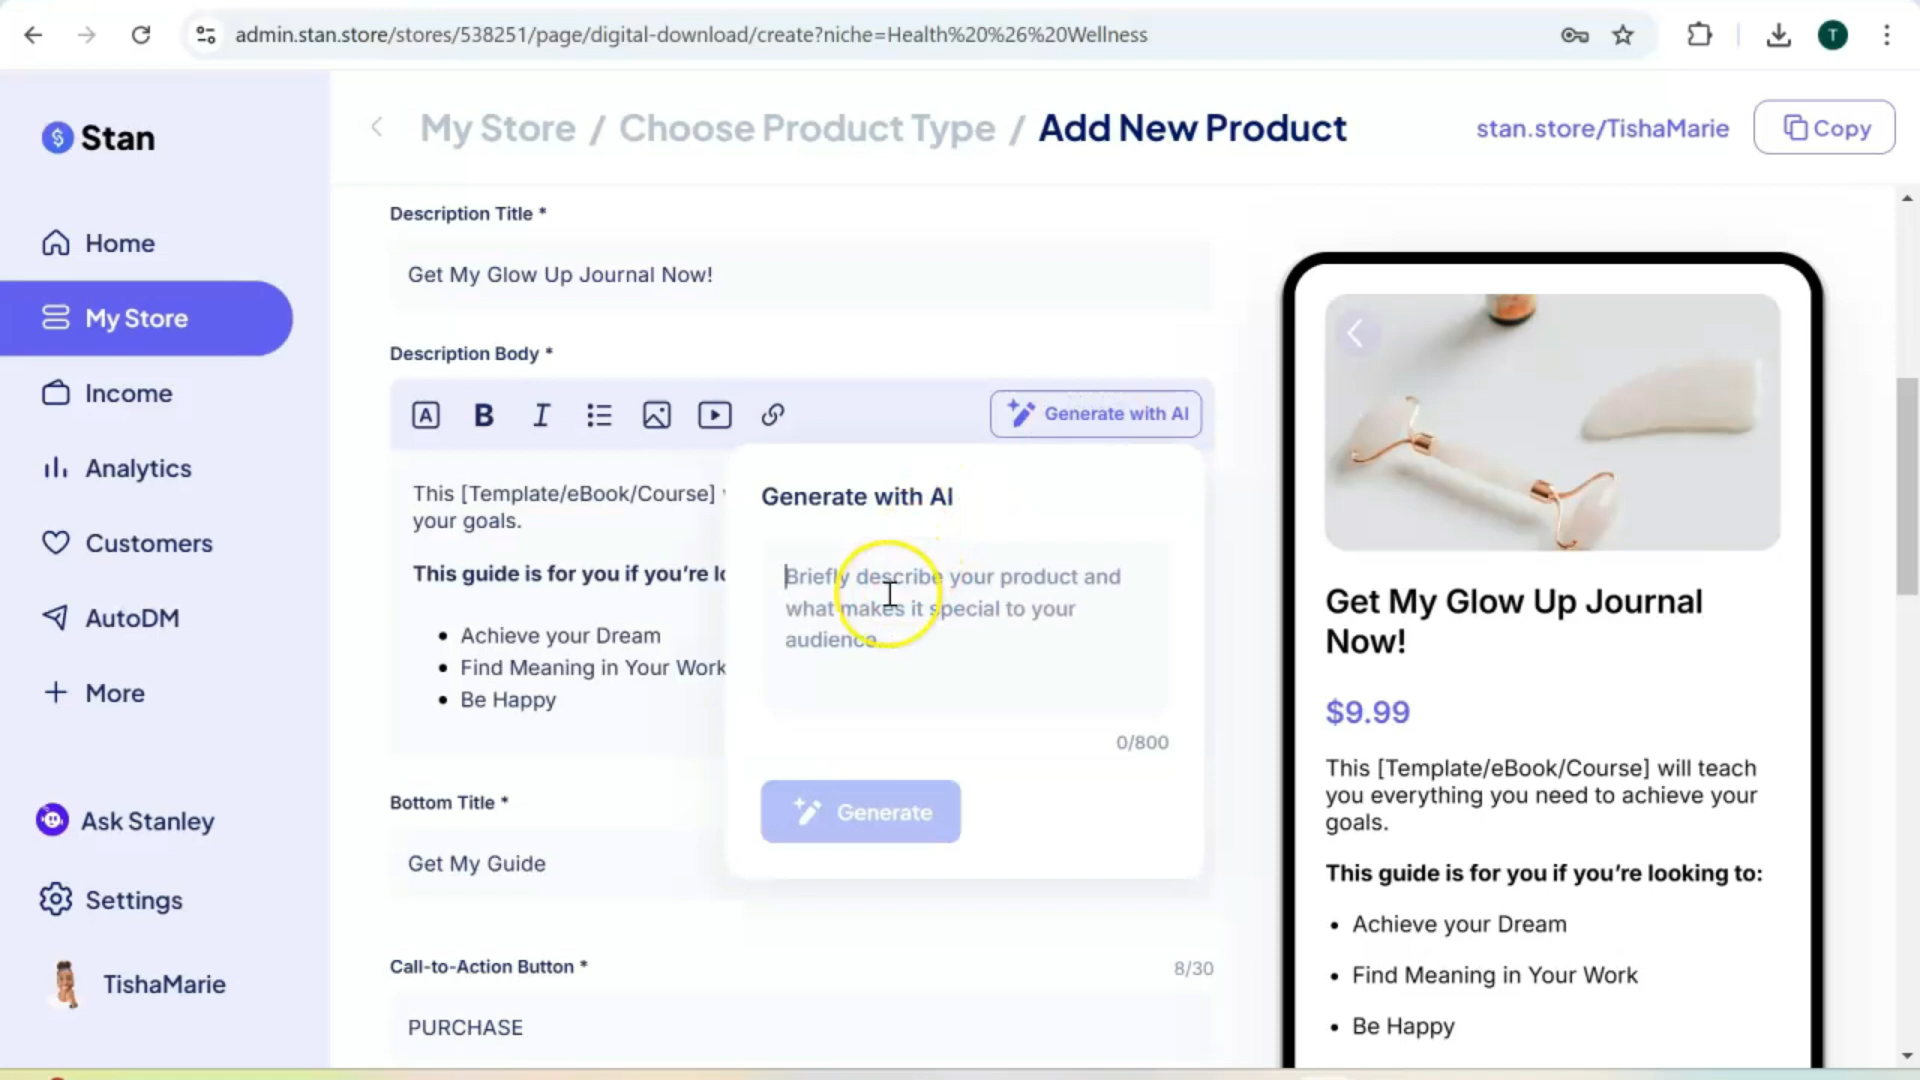 admin.stan.store/stores/538251/page/digital-download/create?niche=Health%20%26%20Wellness
T
$ Stan
My Store / Choose Product Type / Add New Product
stan.store/TishaMarie
Copy
Home
My Store
Income
Analytics
Customers
AutoDM
More
Ask Stanley
Settings
TishaMarie
Description Title *
Get My Glow Up Journal Now!
Description Body *
A B I
Generate with AI
This [Template/eBook/Course]
your goals.
This guide is for you if you're lo
Achieve your Dream
Find Meaning in Your Work
Be Happy
Generate with AI
Briefly describe your product and
what makes it special to your
audience
0/800
Generate
Bottom Title *
Get My Guide
Call-to-Action Button *
8/30
PURCHASE
Get My Glow Up Journal
Now!
$9.99
This [Template/eBook/Course] will teach
you everything you need to achieve your
goals.
This guide is for you if you're looking to:
Achieve your Dream
Find Meaning in Your Work
Be Happy